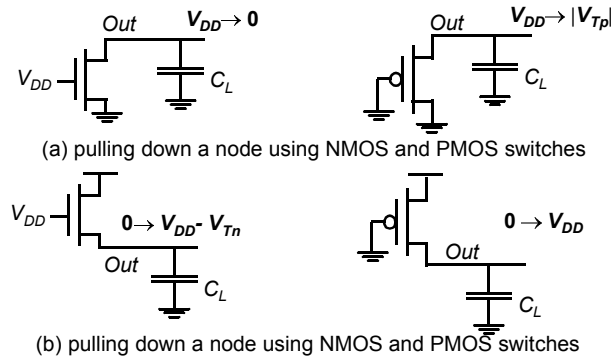 Out V_DD → 0
V_DD
C_L
Out V_DD → |V_Tp|
C_L
(a) pulling down a node using NMOS and PMOS switches
V_DD
0 → V_DD - V_Tn
Out
C_L
0 → V_DD
Out
C_L
(b) pulling down a node using NMOS and PMOS switches